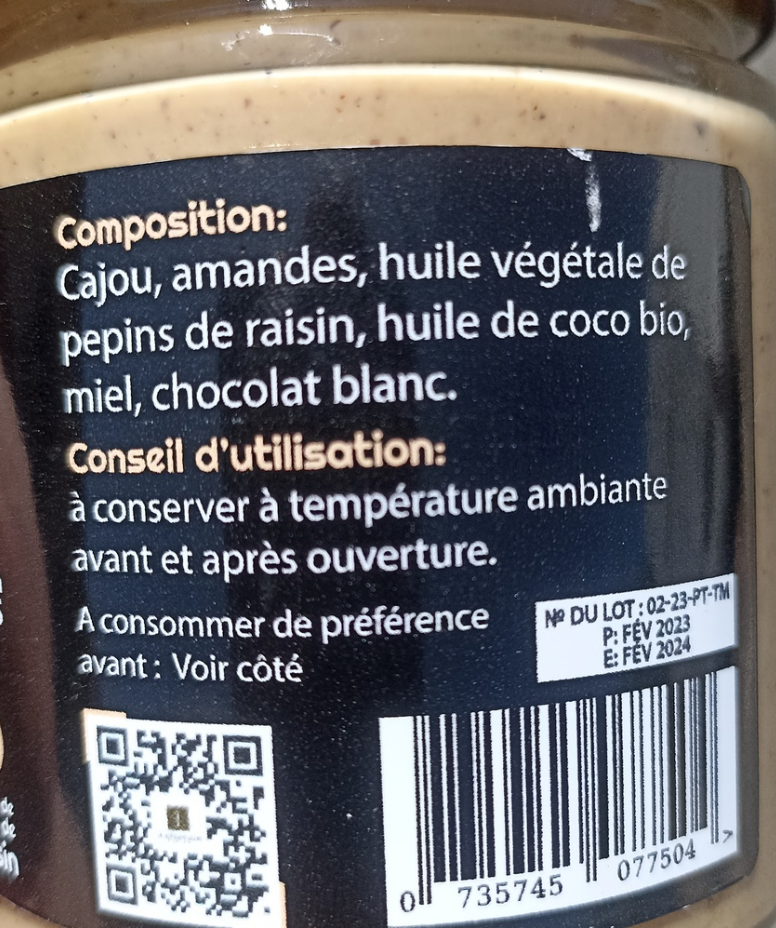 Composition:
Cajou, amandes, huile végétale de
pepins de raisin, huile de coco bio,
miel, chocolat blanc.
Conseil d'utilisation:
à conserver à température ambiante
avant et après ouverture.
A consommer de préférence
avant : Voir côté
Nº DU LOT : 02-23-PT-TM
P: FÉV 2023
E: FÉV 2024
0 735745 077504 >